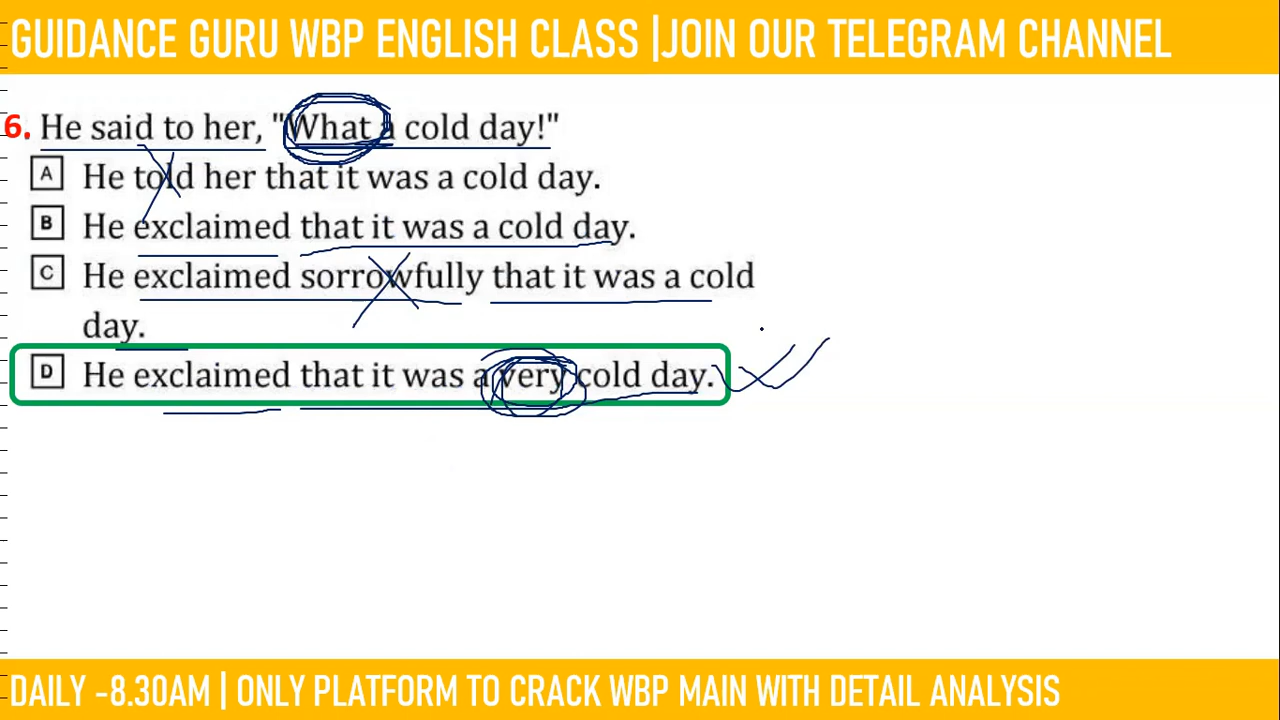 GUIDANCE GURU WBP ENGLISH CLASS |JOIN OUR TELEGRAM CHANNEL
6. He said to her, "What a cold day!"
A He told her that it was a cold day.
B He exclaimed that it was a cold day.
C He exclaimed sorrowfully that it was a cold
day.
D He exclaimed that it was a very cold day.
DAILY -8.30AM | ONLY PLATFORM TO CRACK WBP MAIN WITH DETAIL ANALYSIS